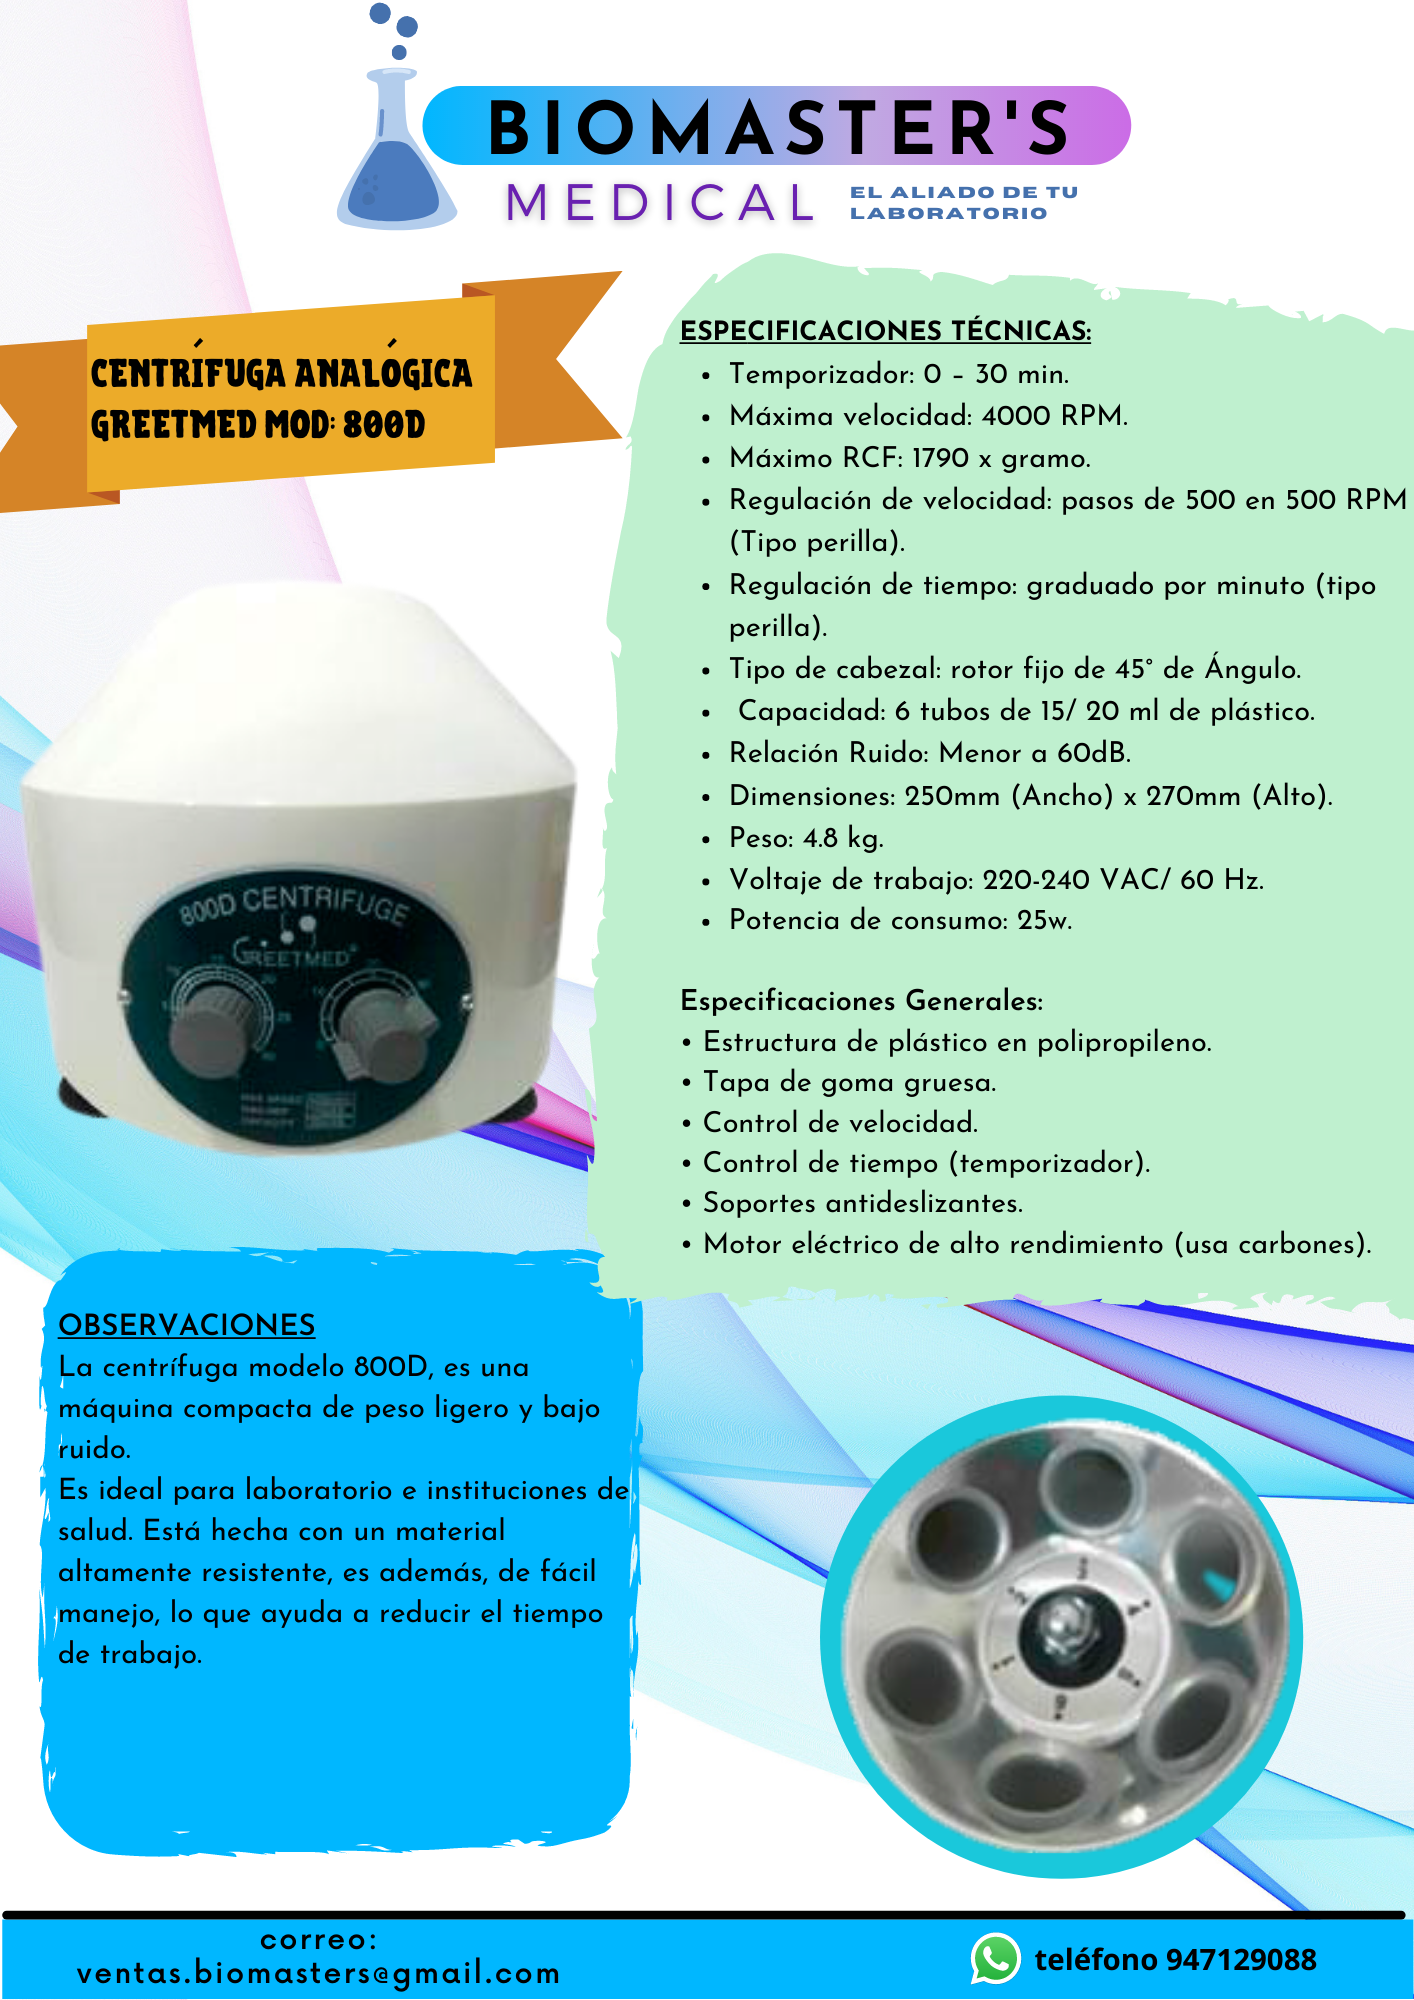 BIOMASTER'S
MEDICAL
EL ALIADO DE TU
LABORATORIO
CENTRÍFUGA ANALÓGICA
GREETMED MOD: 800D
ESPECIFICACIONES TÉCNICAS:
• Temporizador: 0 – 30 min.
• Máxima velocidad: 4000 RPM.
• Máximo RCF: 1790 x gramo.
• Regulación de velocidad: pasos de 500 en 500 RPM
(Tipo perilla).
• Regulación de tiempo: graduado por minuto (tipo
perilla).
• Tipo de cabezal: rotor fijo de 45° de Ángulo.
• Capacidad: 6 tubos de 15/ 20 ml de plástico.
• Relación Ruido: Menor a 60dB.
• Dimensiones: 250mm (Ancho) x 270mm (Alto).
• Peso: 4.8 kg.
• Voltaje de trabajo: 220-240 VAC/ 60 Hz.
• Potencia de consumo: 25w.
800D CENTRIFUGE
GREETMED
Especificaciones Generales:
• Estructura de plástico en polipropileno.
• Tapa de goma gruesa.
• Control de velocidad.
• Control de tiempo (temporizador).
• Soportes antideslizantes.
• Motor eléctrico de alto rendimiento (usa carbones).
OBSERVACIONES
La centrífuga modelo 800D, es una
máquina compacta de peso ligero y bajo
ruido.
Es ideal para laboratorio e instituciones de
salud. Está hecha con un material
altamente resistente, es además, de fácil
manejo, lo que ayuda a reducir el tiempo
de trabajo.
correo:
ventas.biomasters@gmail.com
teléfono 947129088